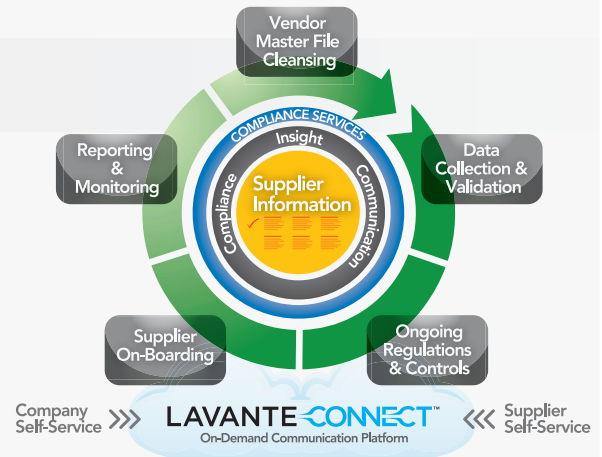 Vendor
Master File
Cleansing
COMPLIANCE SERVICES
Insight
Compliance
Communication
Supplier
Information
Reporting
&
Monitoring
Data
Collection &
Validation
Supplier
On-Boarding
Ongoing
Regulations
& Controls
Company
Self-Service
LAVANTE CONNECT™
On-Demand Communication Platform
Supplier
Self-Service